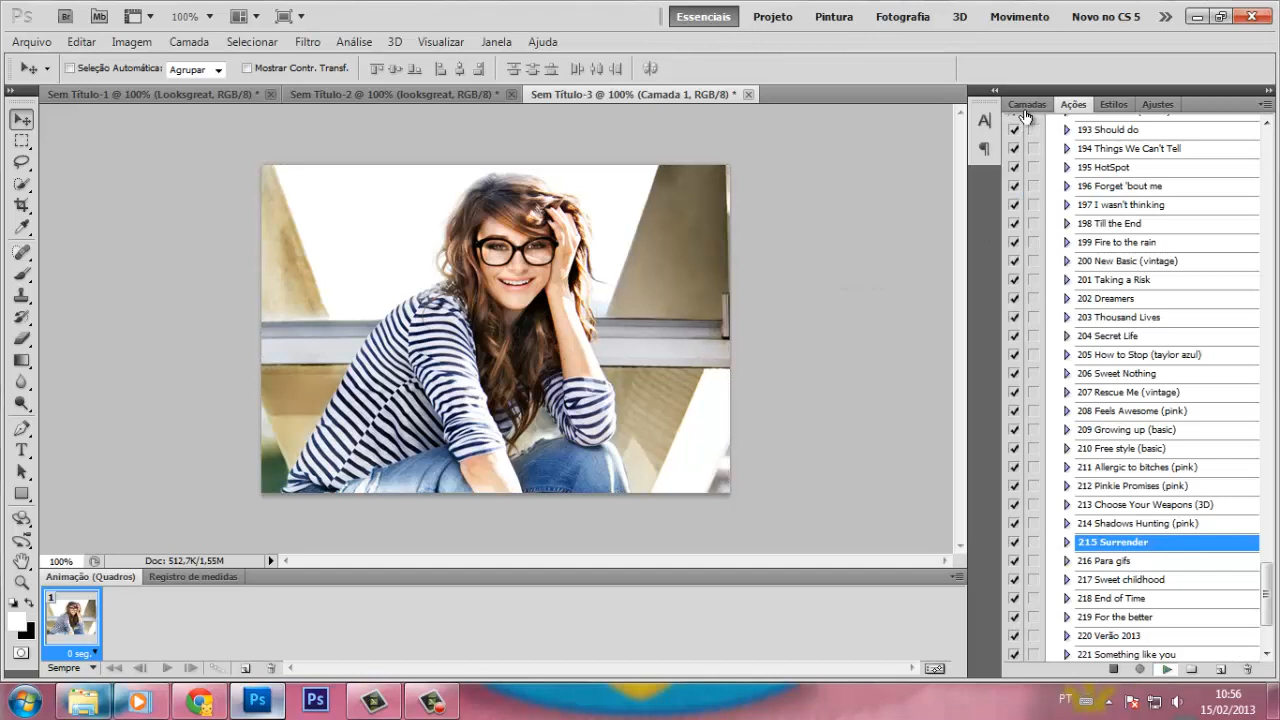 Ps Br Mb 100% Essenciais Projeto Pintura Fotografia 3D Movimento Novo no CS 5
Arquivo Editar Imagem Camada Selecionar Filtro Análise 3D Visualizar Janela Ajuda
Seleção Automática: Agrupar Mostrar Contr. Transf.
Sem Título-1 @ 100% (Looksgreat, RGB/8) * Sem Título-2 @ 100% (looksgreat, RGB/8) * Sem Título-3 @ 100% (Camada 1, RGB/8) *
Camadas Ações Estilos Ajustes
193 Should do
194 Things We Can't Tell
195 HotSpot
196 Forget 'bout me
197 I wasn't thinking
198 Till the End
199 Fire to the rain
200 New Basic (vintage)
201 Taking a Risk
202 Dreamers
203 Thousand Lives
204 Secret Life
205 How to Stop (taylor azul)
206 Sweet Nothing
207 Rescue Me (vintage)
208 Feels Awesome (pink)
209 Growing up (basic)
210 Free style (basic)
211 Allergic to bitches (pink)
212 Pinkie Promises (pink)
213 Choose Your Weapons (3D)
214 Shadows Hunting (pink)
215 Surrender
216 Para gifs
217 Sweet childhood
218 End of Time
219 For the better
220 Verão 2013
221 Something like you
100% Doc: 512,7K/1,55M
Animação (Quadros) Registro de medidas
1
0 seg.
Sempre
Ps Ps PT 10:56
15/02/2013